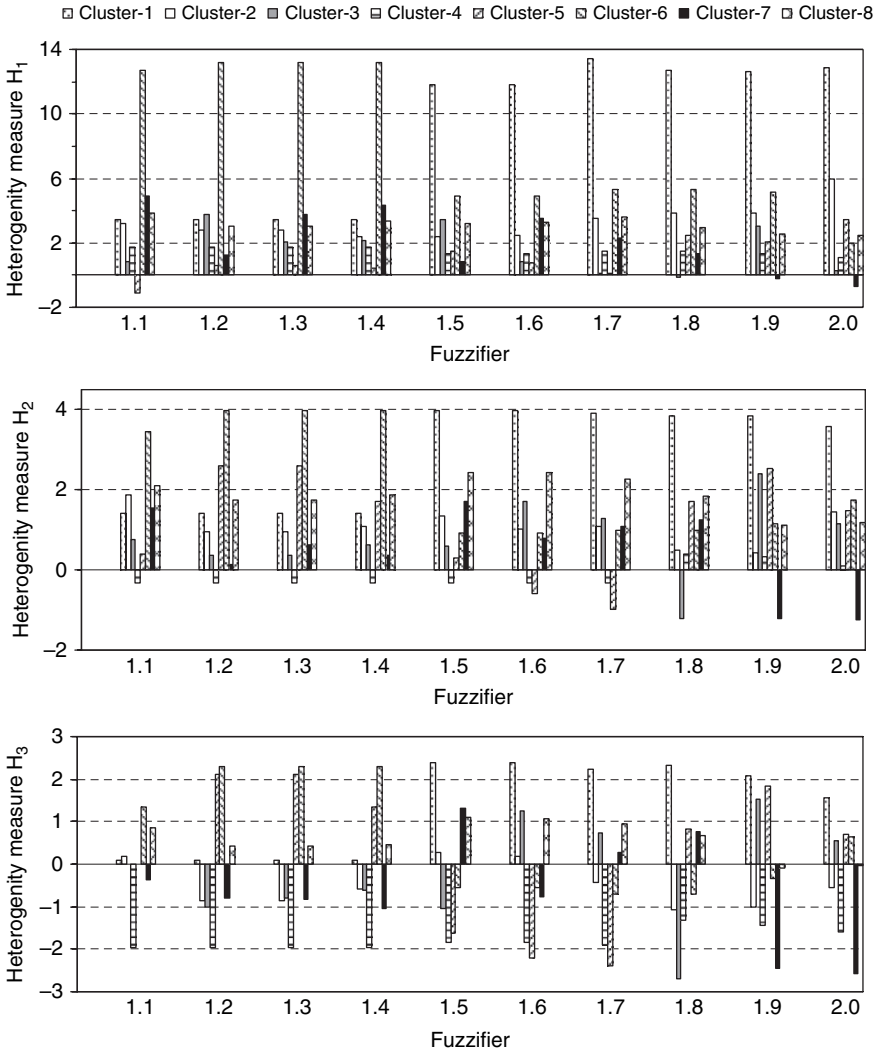 Cluster-1 Cluster-2 Cluster-3 Cluster-4 Cluster-5 Cluster-6 Cluster-7 Cluster-8
Heterogenity measure H1
14
10
6
2
–2
1.1 1.2 1.3 1.4 1.5 1.6 1.7 1.8 1.9 2.0
Fuzzifier
Heterogenity measure H2
4
2
0
–2
1.1 1.2 1.3 1.4 1.5 1.6 1.7 1.8 1.9 2.0
Fuzzifier
Heterogenity measure H3
3
2
1
0
–1
–2
–3
1.1 1.2 1.3 1.4 1.5 1.6 1.7 1.8 1.9 2.0
Fuzzifier